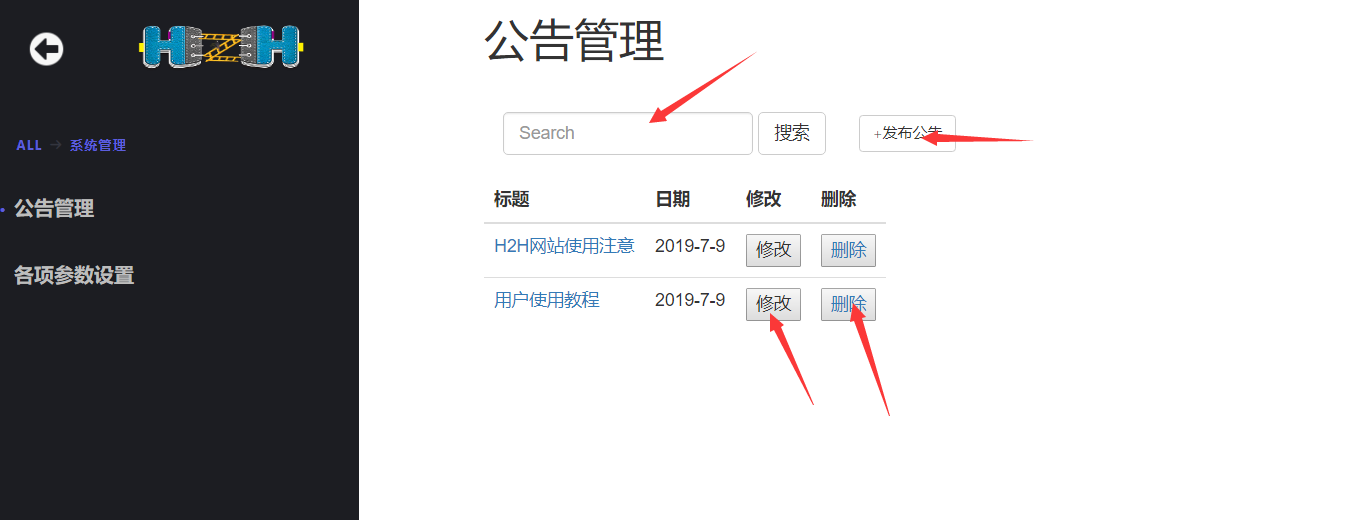 H2H
ALL → 系统管理
公告管理
各项参数设置
公告管理
Search 搜索 +发布公告
标题 日期 修改 删除
H2H网站使用注意 2019-7-9 修改 删除
用户使用教程 2019-7-9 修改 删除